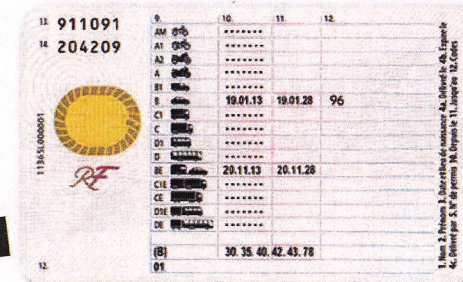 13. 911091
14. 204209
11365L000001
RF
12.
9. 10. 11. 12.
AM -------
A1 -------
A2 -------
A -------
B1 -------
B 19.01.13 19.01.28 96
C1 -------
C -------
D1 -------
D -------
BE 20.11.13 20.11.28
C1E -------
CE -------
D1E -------
DE -------
(B) 30. 35. 40. 42. 43. 78
01
1. Nom 2. Prénom 3. Date et lieu de naissance 4a. Délivré le 4b. Expire le
4c. Délivré par 5. N° de permis 10. Depuis le 11. Jusqu'au 12. Codes